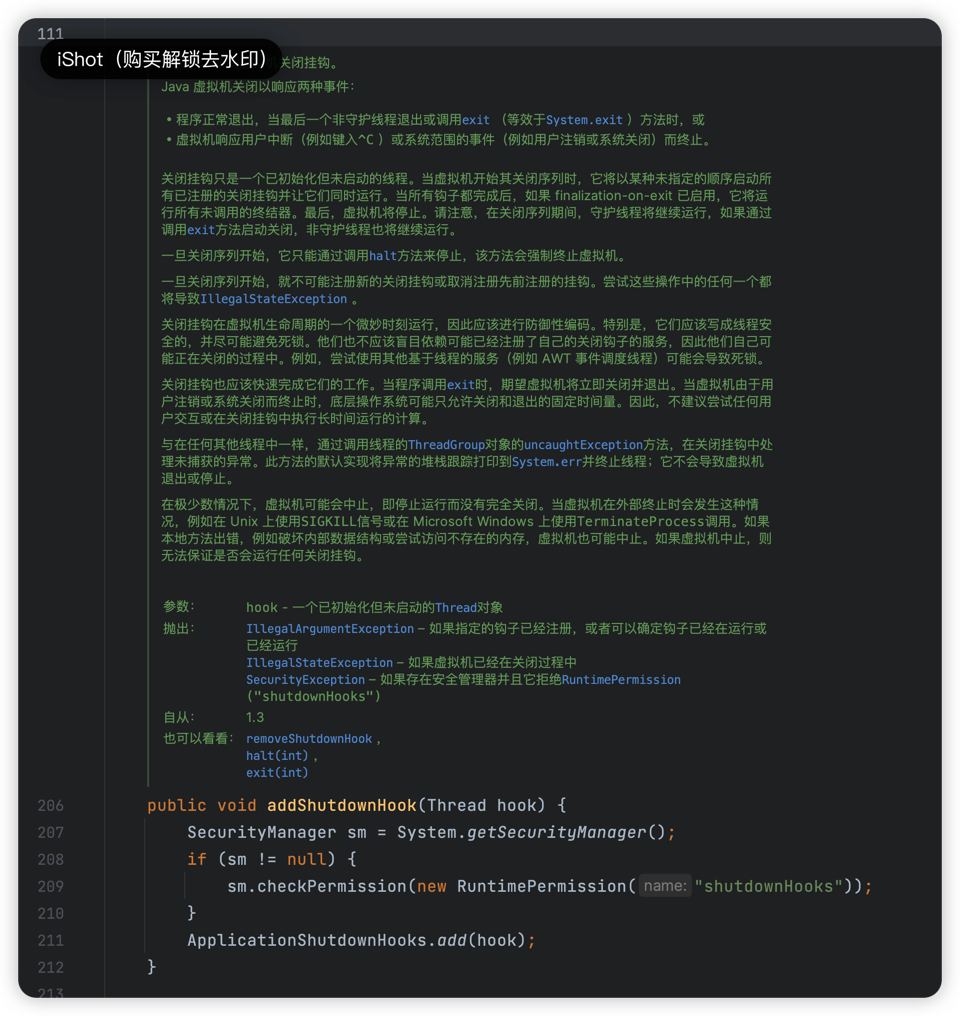 111
iShot（购买解锁去水印）
关闭挂钩。
Java 虚拟机关闭以响应两种事件：
• 程序正常退出，当最后一个非守护线程退出或调用exit （等效于System.exit ）方法时，或
• 虚拟机响应用户中断（例如键入^C ）或系统范围的事件（例如用户注销或系统关闭）而终止。
关闭挂钩只是一个已初始化但未启动的线程。当虚拟机开始其关闭序列时，它将以某种未指定的顺序启动所
有已注册的关闭挂钩并让它们同时运行。当所有钩子都完成后，如果 finalization-on-exit 已启用，它将运
行所有未调用的终结器。最后，虚拟机将停止。请注意，在关闭序列期间，守护线程将继续运行，如果通过
调用exit方法启动关闭，非守护线程也将继续运行。
一旦关闭序列开始，它只能通过调用halt方法来停止，该方法会强制终止虚拟机。
一旦关闭序列开始，就不可能注册新的关闭挂钩或取消注册先前注册的挂钩。尝试这些操作中的任何一个都
将导致IllegalStateException 。
关闭挂钩在虚拟机生命周期的一个微妙时刻运行，因此应该进行防御性编码。特别是，它们应该写成线程安
全的，并尽可能避免死锁。他们也不应该盲目依赖可能已经注册了自己的关闭钩子的服务，因此他们自己可
能正在关闭的过程中。例如，尝试使用其他基于线程的服务（例如 AWT 事件调度线程）可能会导致死锁。
关闭挂钩也应该快速完成它们的工作。当程序调用exit时，期望虚拟机将立即关闭并退出。当虚拟机由于用
户注销或系统关闭而终止时，底层操作系统可能只允许关闭和退出的固定时间量。因此，不建议尝试任何用
户交互或在关闭挂钩中执行长时间运行的计算。
与在任何其他线程中一样，通过调用线程的ThreadGroup对象的uncaughtException方法，在关闭挂钩中处
理未捕获的异常。此方法的默认实现将异常的堆栈跟踪打印到System.err并终止线程；它不会导致虚拟机
退出或停止。
在极少数情况下，虚拟机可能会中止，即停止运行而没有完全关闭。当虚拟机在外部终止时会发生这种情
况，例如在 Unix 上使用SIGKILL信号或在 Microsoft Windows 上使用TerminateProcess调用。如果
本地方法出错，例如破坏内部数据结构或尝试访问不存在的内存，虚拟机也可能中止。如果虚拟机中止，则
无法保证是否会运行任何关闭挂钩。
参数： hook - 一个已初始化但未启动的Thread对象
抛出： IllegalArgumentException – 如果指定的钩子已经注册，或者可以确定钩子已经在运行或
已经运行
IllegalStateException – 如果虚拟机已经在关闭过程中
SecurityException – 如果存在安全管理器并且它拒绝RuntimePermission
("shutdownHooks")
自从： 1.3
也可以看看： removeShutdownHook ，
halt(int) ，
exit(int)
206 public void addShutdownHook(Thread hook) {
207 SecurityManager sm = System.getSecurityManager();
208 if (sm != null) {
209 sm.checkPermission(new RuntimePermission( name: "shutdownHooks"));
210 }
211 ApplicationShutdownHooks.add(hook);
212 }
213